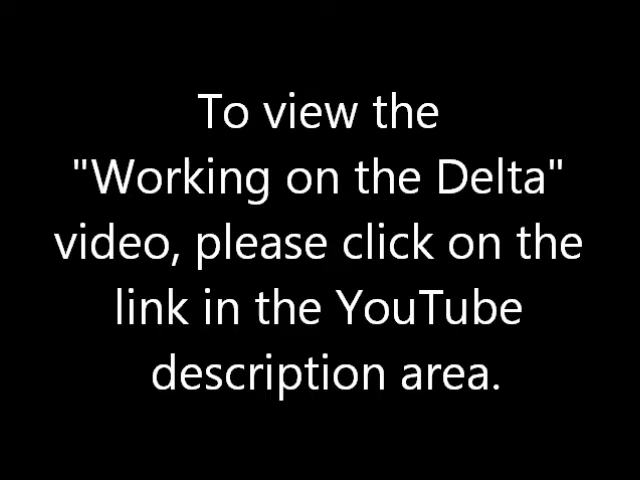 To view the
"Working on the Delta"
video, please click on the
link in the YouTube
description area.